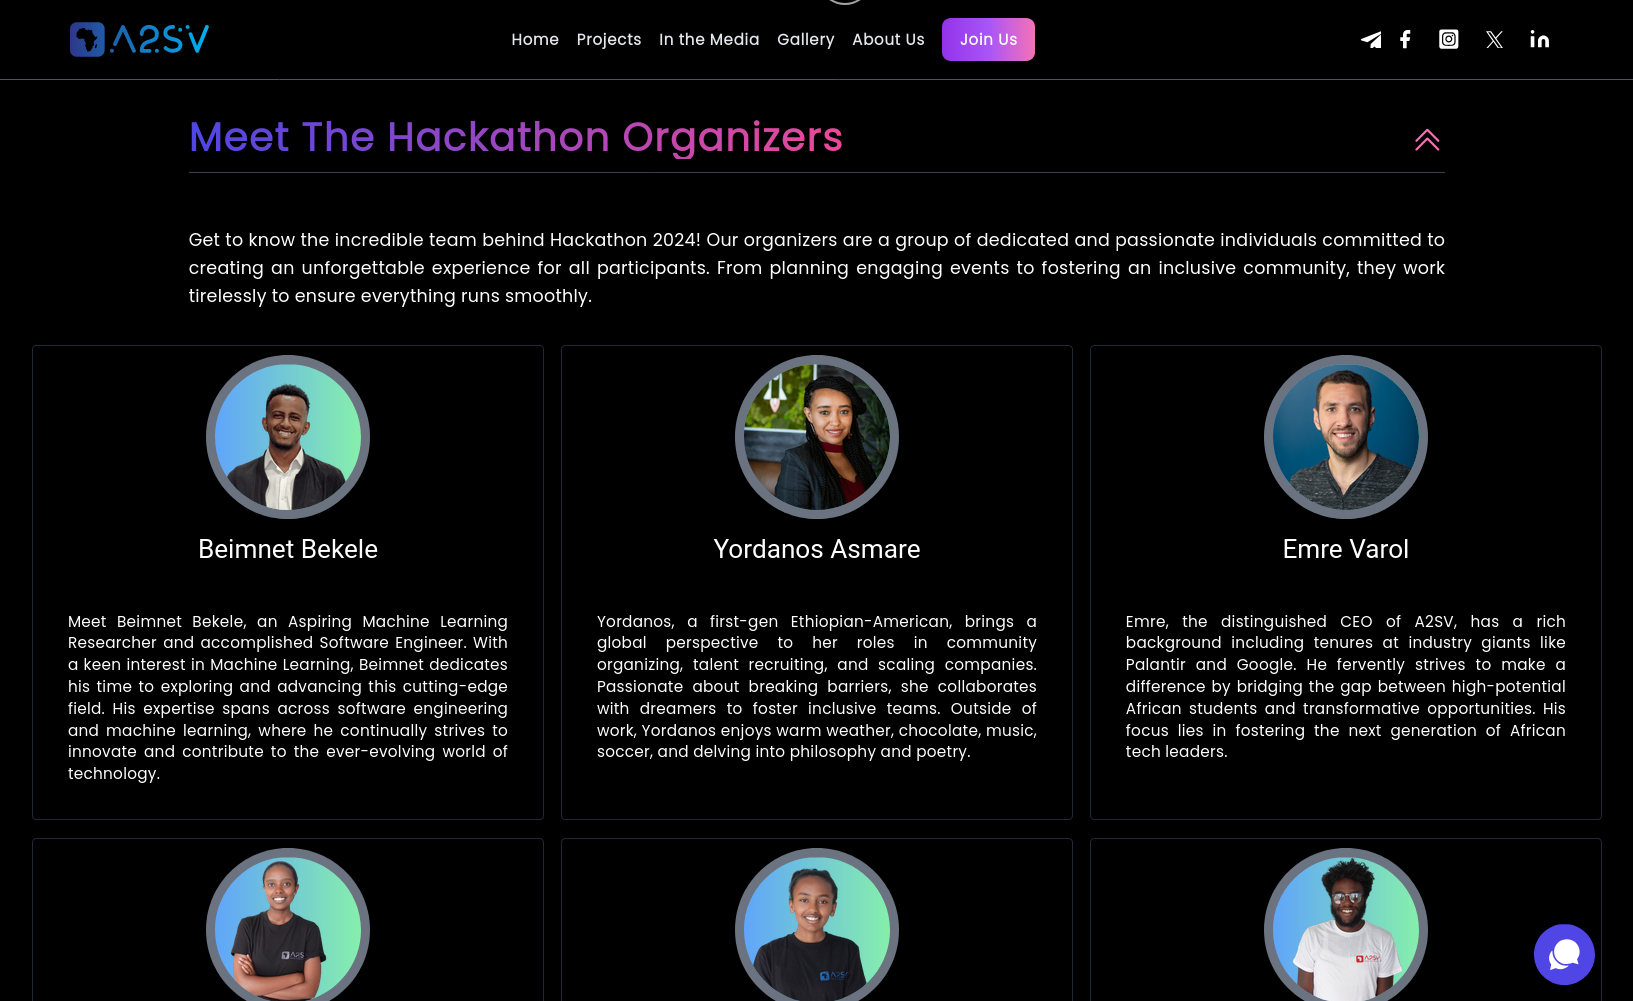 A2SV
Home Projects In the Media Gallery About Us Join Us
Meet The Hackathon Organizers
Get to know the incredible team behind Hackathon 2024! Our organizers are a group of dedicated and passionate individuals committed to
creating an unforgettable experience for all participants. From planning engaging events to fostering an inclusive community, they work
tirelessly to ensure everything runs smoothly.
Beimnet Bekele
Meet Beimnet Bekele, an Aspiring Machine Learning
Researcher and accomplished Software Engineer. With
a keen interest in Machine Learning, Beimnet dedicates
his time to exploring and advancing this cutting-edge
field. His expertise spans across software engineering
and machine learning, where he continually strives to
innovate and contribute to the ever-evolving world of
technology.
Yordanos Asmare
Yordanos, a first-gen Ethiopian-American, brings a
global perspective to her roles in community
organizing, talent recruiting, and scaling companies.
Passionate about breaking barriers, she collaborates
with dreamers to foster inclusive teams. Outside of
work, Yordanos enjoys warm weather, chocolate, music,
soccer, and delving into philosophy and poetry.
Emre Varol
Emre, the distinguished CEO of A2SV, has a rich
background including tenures at industry giants like
Palantir and Google. He fervently strives to make a
difference by bridging the gap between high-potential
African students and transformative opportunities. His
focus lies in fostering the next generation of African
tech leaders.
A2SV
A2SV
A2SV